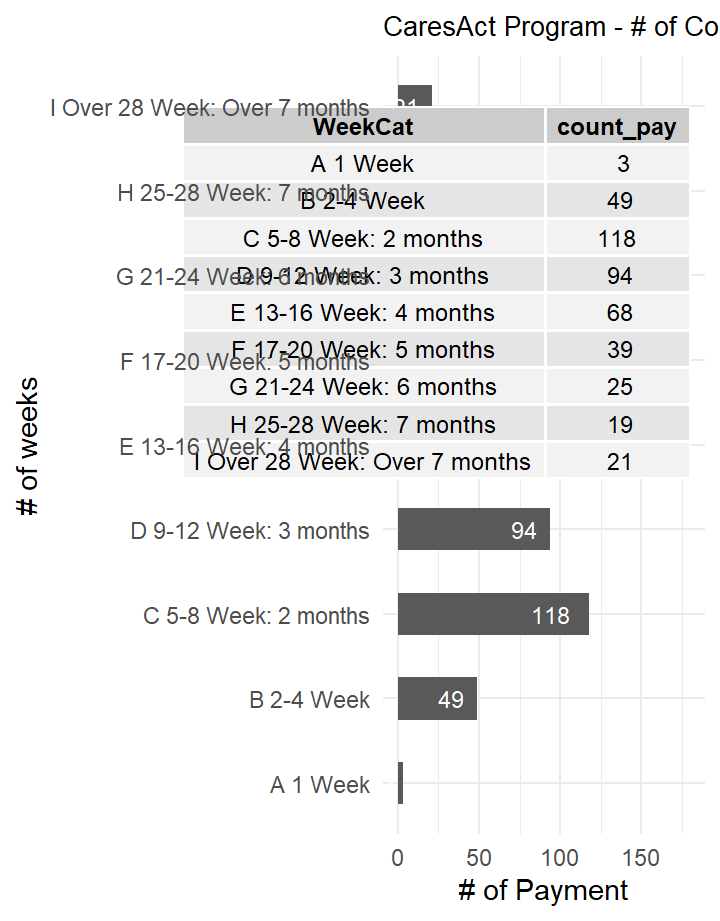 CaresAct Program - # of Co
I Over 28 Week: Over 7 months
21
WeekCat count_pay
A 1 Week 3
H 25-28 Week: 7 months
B 2-4 Week 49
C 5-8 Week: 2 months 118
G 21-24 Week: 6 months
D 9-12 Week: 3 months 94
E 13-16 Week: 4 months 68
F 17-20 Week: 5 months 39
F 17-20 Week: 5 months
G 21-24 Week: 6 months 25
H 25-28 Week: 7 months 19
E 13-16 Week: 4 months
I Over 28 Week: Over 7 months 21
# of weeks
D 9-12 Week: 3 months 94
C 5-8 Week: 2 months 118
B 2-4 Week 49
A 1 Week
0 50 100 150
# of Payment